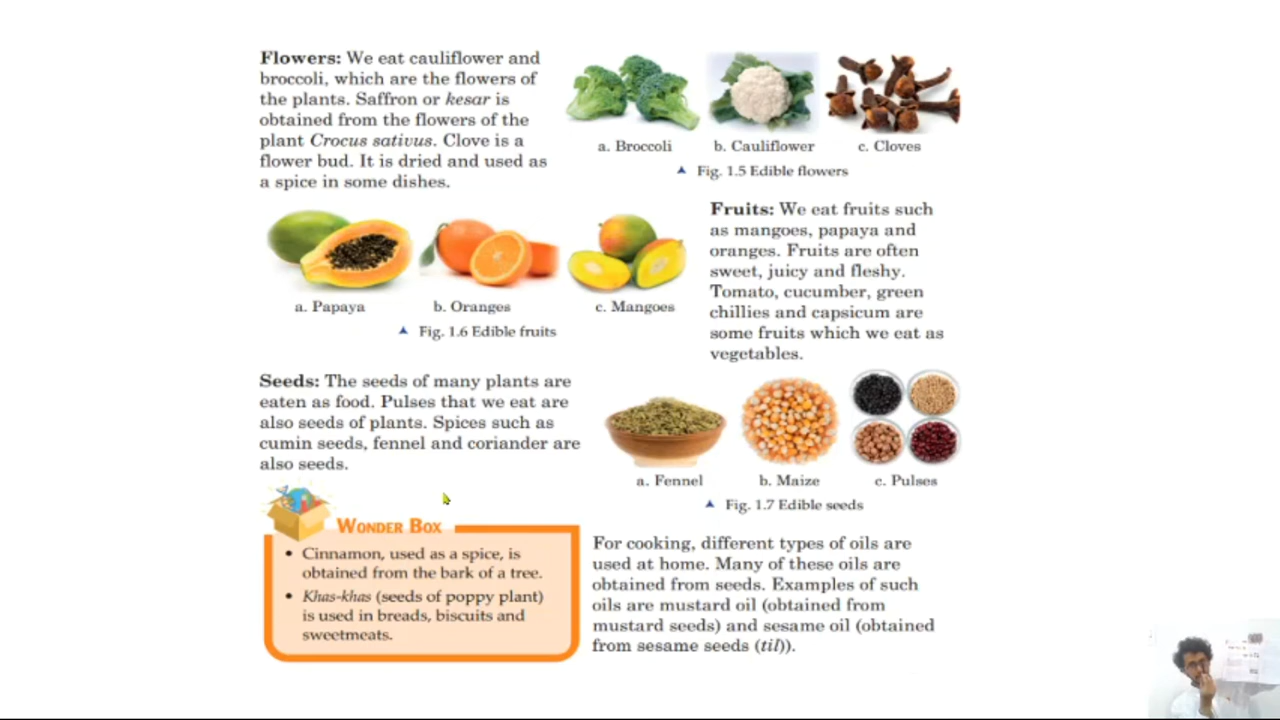 Flowers: We eat cauliflower and
broccoli, which are the flowers of
the plants. Saffron or kesar is
obtained from the flowers of the
plant Crocus sativus. Clove is a
flower bud. It is dried and used as
a spice in some dishes.
a. Broccoli
b. Cauliflower
c. Cloves
▲ Fig. 1.5 Edible flowers
a. Papaya
b. Oranges
c. Mangoes
▲ Fig. 1.6 Edible fruits
Fruits: We eat fruits such
as mangoes, papaya and
oranges. Fruits are often
sweet, juicy and fleshy.
Tomato, cucumber, green
chillies and capsicum are
some fruits which we eat as
vegetables.
Seeds: The seeds of many plants are
eaten as food. Pulses that we eat are
also seeds of plants. Spices such as
cumin seeds, fennel and coriander are
also seeds.
a. Fennel
b. Maize
c. Pulses
▲ Fig. 1.7 Edible seeds
WONDER BOX
• Cinnamon, used as a spice, is
obtained from the bark of a tree.
• Khas-khas (seeds of poppy plant)
is used in breads, biscuits and
sweetmeats.
For cooking, different types of oils are
used at home. Many of these oils are
obtained from seeds. Examples of such
oils are mustard oil (obtained from
mustard seeds) and sesame oil (obtained
from sesame seeds (til)).